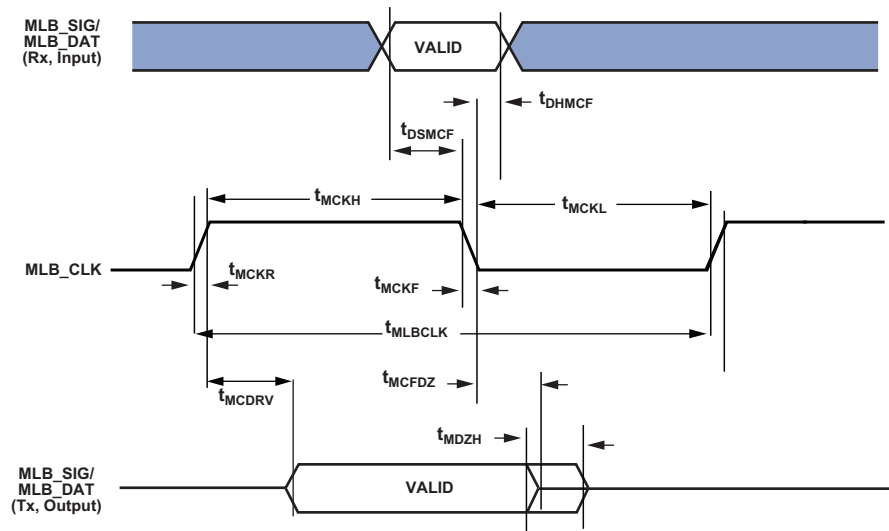 MLB_SIG/
MLB_DAT
(Rx, Input)
VALID
tDHMCF
tDSMCF
tMCKH
tMCKL
MLB_CLK
tMCKR
tMCKF
tMLBCLK
tMCFDZ
tMCDRV
tMDZH
MLB_SIG/
MLB_DAT
(Tx, Output)
VALID